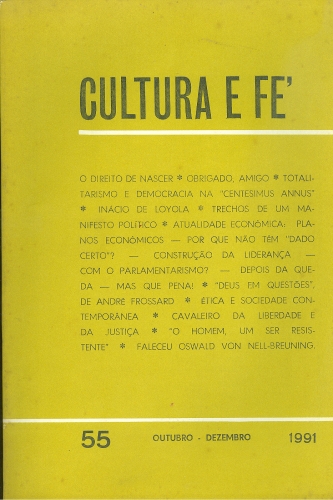 CULTURA E FE'
O DIREITO DE NASCER * OBRIGADO, AMIGO * TOTALI-
TARISMO E DEMOCRACIA NA "CENTESIMUS ANNUS"
* INÁCIO DE LOYOLA * TRECHOS DE UM MA-
NIFESTO POLÍTICO * ATUALIDADE ECONÔMICA: PLA-
NOS ECONÔMICOS — POR QUE NÃO TÊM "DADO
CERTO"? — CONSTRUÇÃO DA LIDERANÇA —
COM O PARLAMENTARISMO? — DEPOIS DA QUE-
DA — MAS QUE PENA! * "DEUS EM QUESTÕES",
DE ANDRE FROSSARD * ÉTICA E SOCIEDADE CON-
TEMPORÂNEA * CAVALEIRO DA LIBERDADE E
DA JUSTIÇA * "O HOMEM, UM SER RESIS-
TENTE" * FALECEU OSWALD VON NELL-BREUNING.
55 OUTUBRO - DEZEMBRO 1991